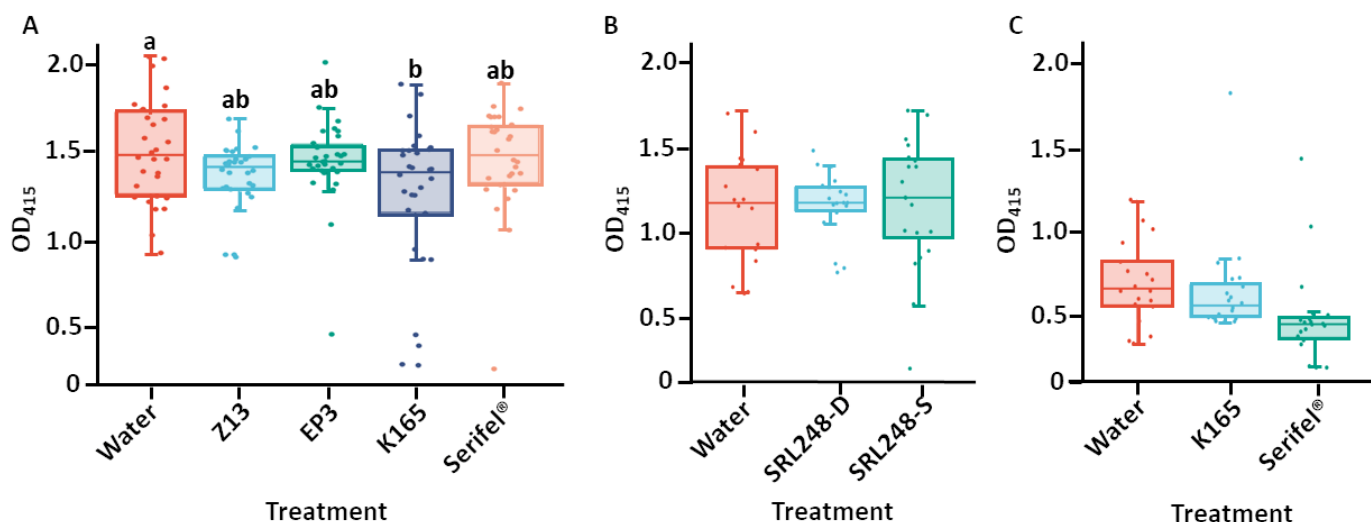 A
OD415
2.0
1.5
1.0
0.5
0
a
ab
ab
b
ab
Water
Z13
EP3
K165
Serifel®
Treatment
B
OD415
2.0
1.5
1.0
0.5
0
Water
SRL248-D
SRL248-S
Treatment
C
OD415
2.0
1.5
1.0
0.5
0
Water
K165
Serifel®
Treatment